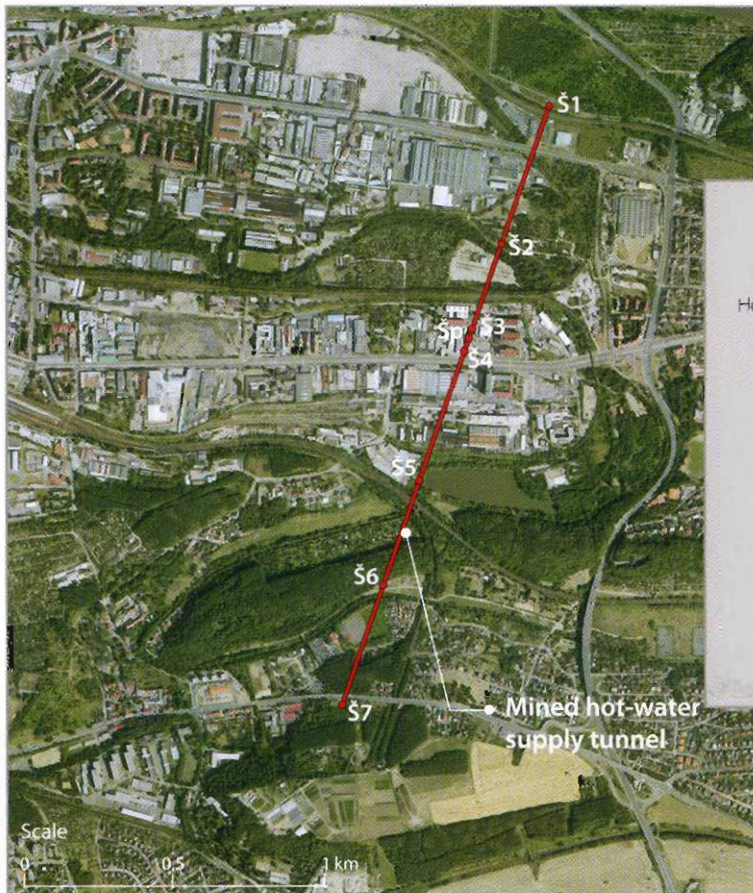 Š1
Š2
Š3
Šp
Š4
Š5
Š6
Š7
Mined hot-water
supply tunnel
Scale
0 0,5 1 km